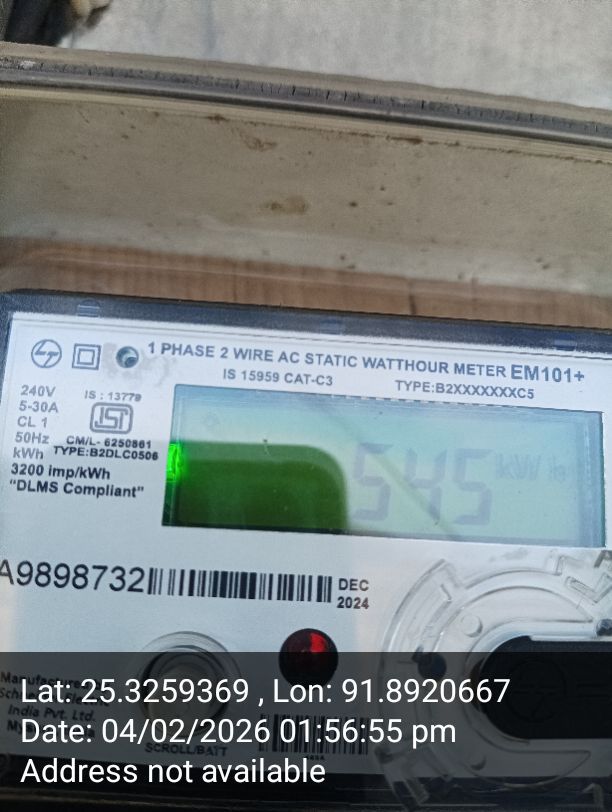 1 PHASE 2 WIRE AC STATIC WATTHOUR METER EM101+
IS 15959 CAT-C3 TYPE:B2XXXXXXXC5
240V
5-30A
CL 1
50Hz
kWh
IS : 13779
CM/L- 6250861
TYPE:B2DLC0506
3200 imp/kWh
"DLMS Compliant"
545 kWh
A9898732
DEC
2024
India Pvt. Ltd.
SCROLL/BATT
Lat: 25.3259369 , Lon: 91.8920667
Date: 04/02/2026 01:56:55 pm
Address not available